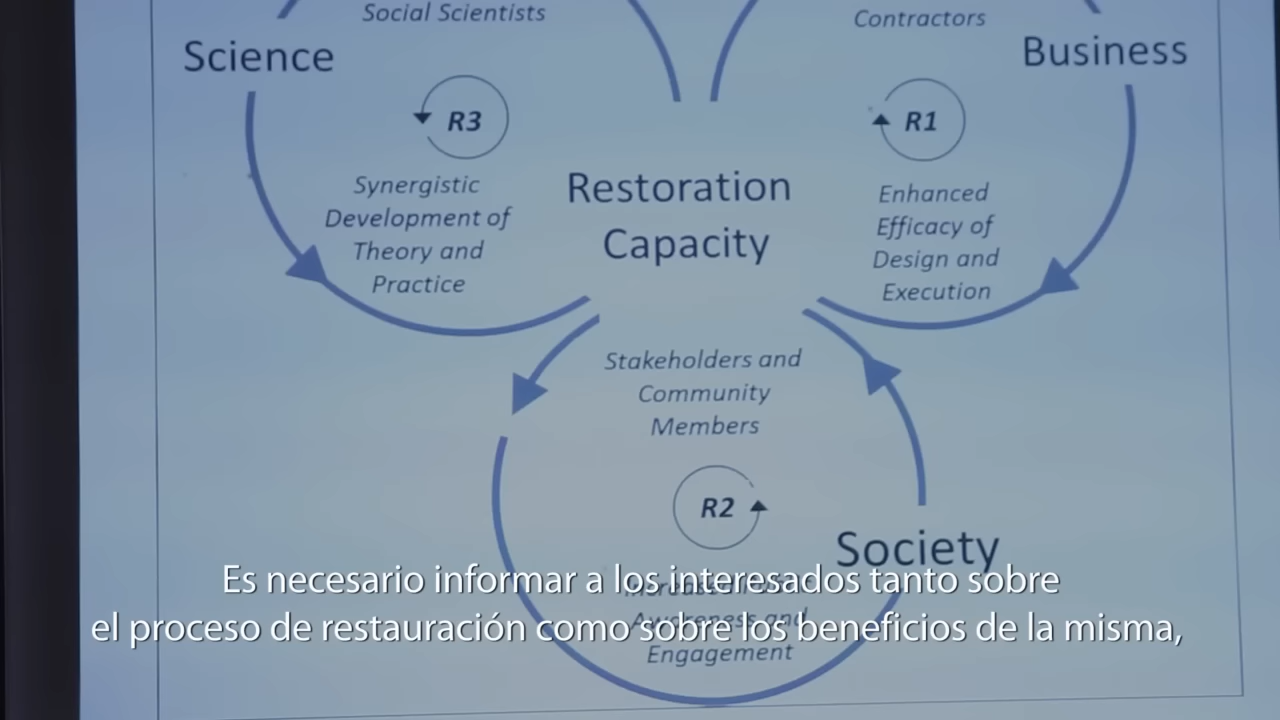 Social Scientists
Contractors
Science
Business
R3
R1
Synergistic
Development of
Theory and
Practice
Restoration
Capacity
Enhanced
Efficacy of
Design and
Execution
Stakeholders and
Community
Members
R2
Society
Awareness and
Engagement
Es necesario informar a los interesados tanto sobre
el proceso de restauración como sobre los beneficios de la misma,